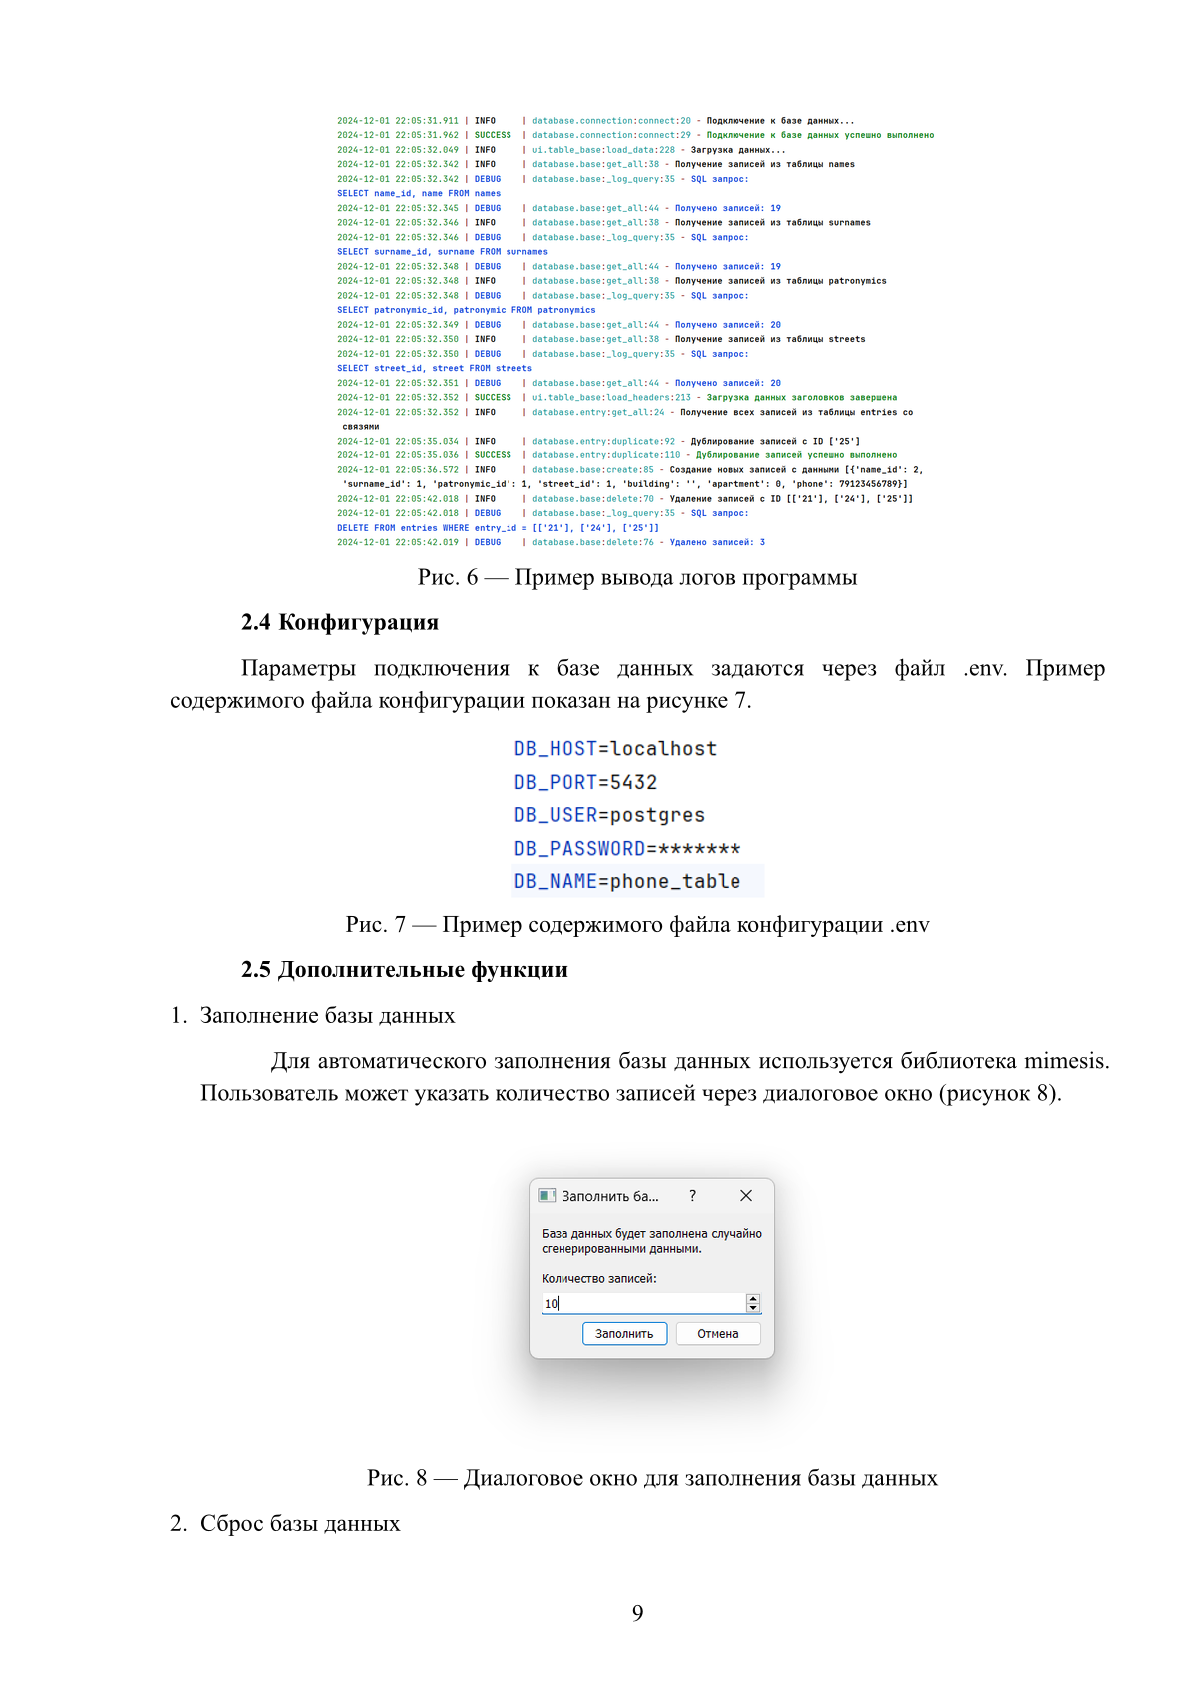 2024-12-01 22:05:31.911 | INFO     | database.connection:connect:20 - Подключение к базе данных...
2024-12-01 22:05:31.962 | SUCCESS  | database.connection:connect:29 - Подключение к базе данных успешно выполнено
2024-12-01 22:05:32.049 | INFO     | ui.table_base:load_data:228 - Загрузка данных...
2024-12-01 22:05:32.342 | INFO     | database.base:get_all:38 - Получение записей из таблицы names
2024-12-01 22:05:32.342 | DEBUG    | database.base:_log_query:35 - SQL запрос:
SELECT name_id, name FROM names
2024-12-01 22:05:32.345 | DEBUG    | database.base:get_all:44 - Получено записей: 19
2024-12-01 22:05:32.346 | INFO     | database.base:get_all:38 - Получение записей из таблицы surnames
2024-12-01 22:05:32.346 | DEBUG    | database.base:_log_query:35 - SQL запрос:
SELECT surname_id, surname FROM surnames
2024-12-01 22:05:32.348 | DEBUG    | database.base:get_all:44 - Получено записей: 19
2024-12-01 22:05:32.348 | INFO     | database.base:get_all:38 - Получение записей из таблицы patronymics
2024-12-01 22:05:32.348 | DEBUG    | database.base:_log_query:35 - SQL запрос:
SELECT patronymic_id, patronymic FROM patronymics
2024-12-01 22:05:32.349 | DEBUG    | database.base:get_all:44 - Получено записей: 20
2024-12-01 22:05:32.350 | INFO     | database.base:get_all:38 - Получение записей из таблицы streets
2024-12-01 22:05:32.350 | DEBUG    | database.base:_log_query:35 - SQL запрос:
SELECT street_id, street FROM streets
2024-12-01 22:05:32.351 | DEBUG    | database.base:get_all:44 - Получено записей: 20
2024-12-01 22:05:32.352 | SUCCESS  | ui.table_base:load_headers:213 - Загрузка данных заголовков завершена
2024-12-01 22:05:32.352 | INFO     | database.entry:get_all:24 - Получение всех записей из таблицы entries со
связями
2024-12-01 22:05:35.034 | INFO     | database.entry:duplicate:92 - Дублирование записей с ID ['25']
2024-12-01 22:05:35.036 | SUCCESS  | database.entry:duplicate:110 - Дублирование записей успешно выполнено
2024-12-01 22:05:36.572 | INFO     | database.base:create:85 - Создание новых записей с данными [{'name_id': 2,
'surname_id': 1, 'patronymic_id': 1, 'street_id': 1, 'building': '', 'apartment': 0, 'phone': 79123456789}]
2024-12-01 22:05:42.018 | INFO     | database.base:delete:70 - Удаление записей с ID [['21'], ['24'], ['25']]
2024-12-01 22:05:42.018 | DEBUG    | database.base:_log_query:35 - SQL запрос:
DELETE FROM entries WHERE entry_id = [['21'], ['24'], ['25']]
2024-12-01 22:05:42.019 | DEBUG    | database.base:delete:76 - Удалено записей: 3
Рис. 6 — Пример вывода логов программы
2.4 Конфигурация
Параметры подключения к базе данных задаются через файл .env. Пример
содержимого файла конфигурации показан на рисунке 7.
DB_HOST=localhost
DB_PORT=5432
DB_USER=postgres
DB_PASSWORD=*******
DB_NAME=phone_table
Рис. 7 — Пример содержимого файла конфигурации .env
2.5 Дополнительные функции
1. Заполнение базы данных
Для автоматического заполнения базы данных используется библиотека mimesis.
Пользователь может указать количество записей через диалоговое окно (рисунок 8).
Заполнить ба... ?
База данных будет заполнена случайно
сгенерированными данными.
Количество записей:
10
Заполнить Отмена
Рис. 8 — Диалоговое окно для заполнения базы данных
2. Сброс базы данных
9